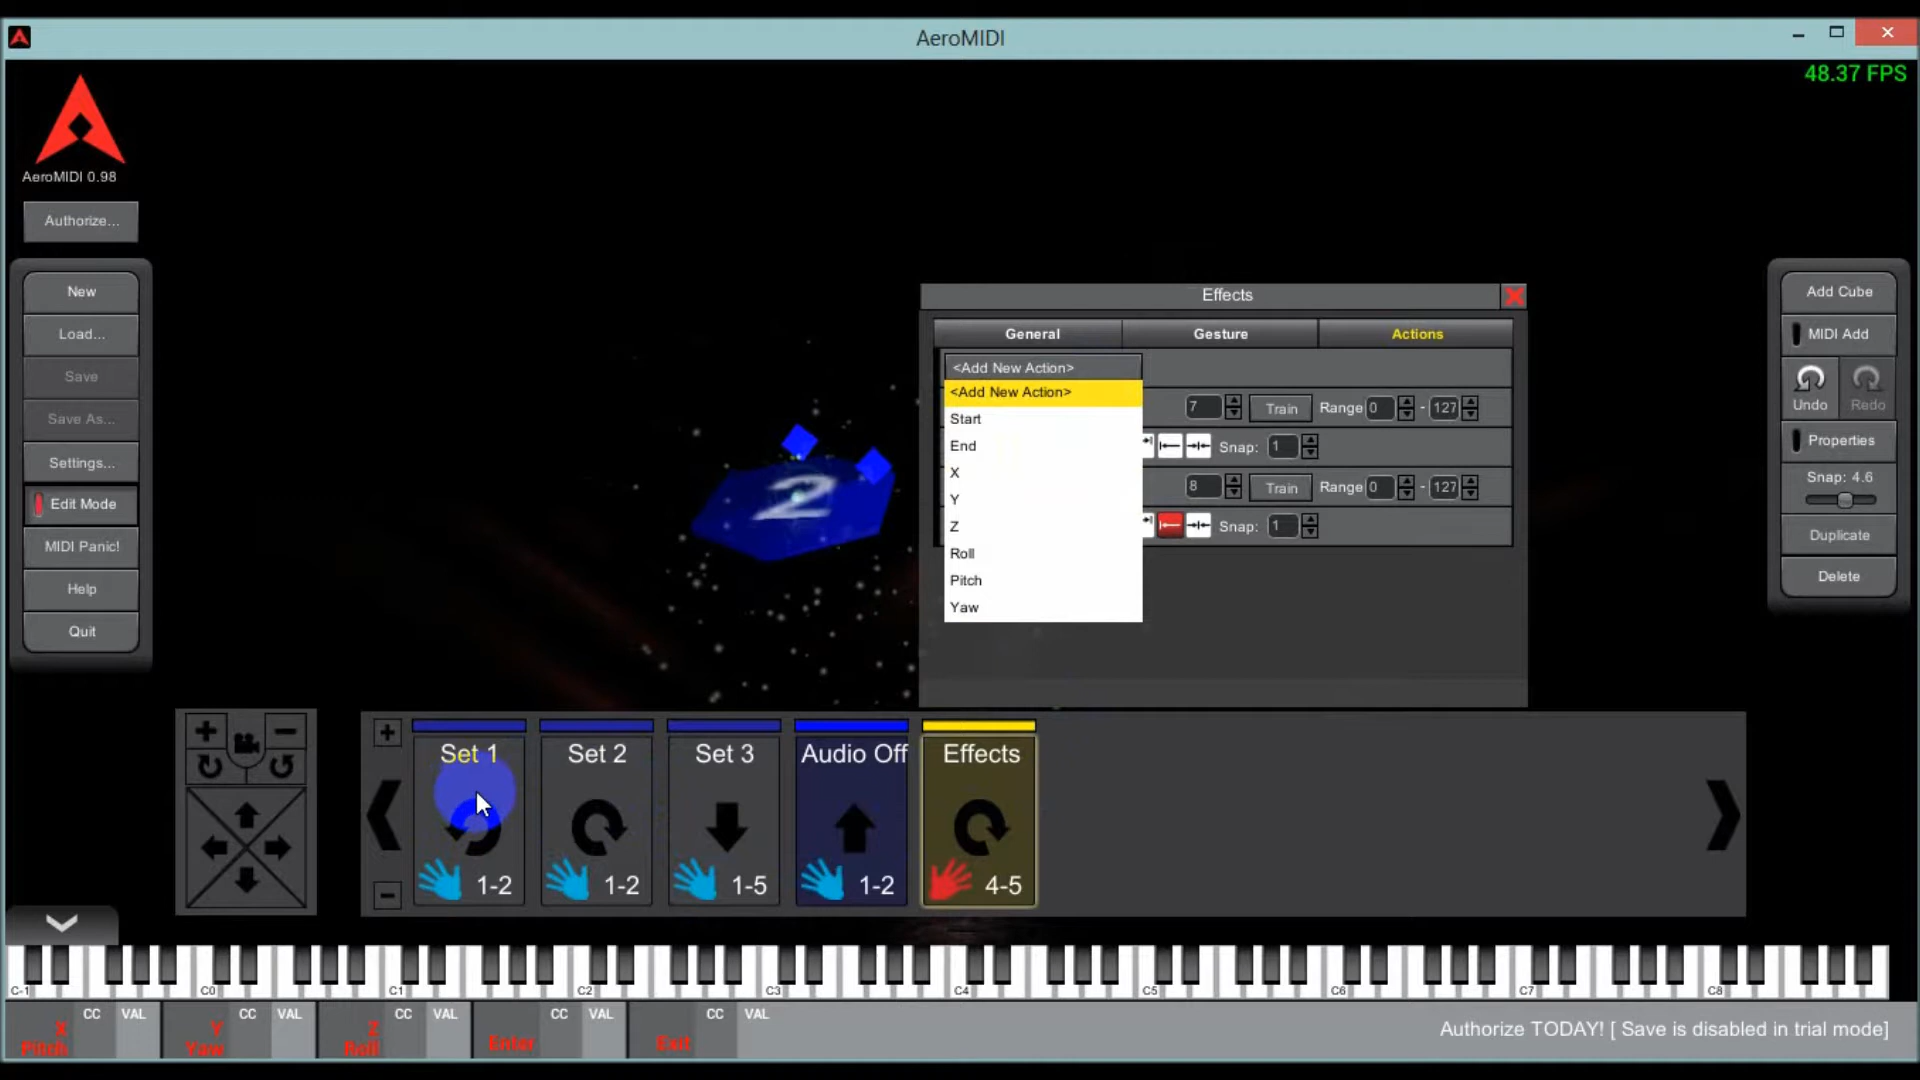 AeroMIDI
48.37 FPS
AeroMIDI 0.98
Authorize...
New
Load...
Save
Save As...
Settings...
Edit Mode
MIDI Panic!
Help
Quit
2
Effects
General Gesture Actions
<Add New Action>
<Add New Action>
Start
End
X
Y
Z
Roll
Pitch
Yaw
7 Train Range 0 - 127
Snap: 1
8 Train Range 0 - 127
Snap: 1
Add Cube
MIDI Add
Undo Redo
Properties
Snap: 4.6
Duplicate
Delete
Set 1 Set 2 Set 3 Audio Off Effects
1-2 1-2 1-5 1-2 4-5
C-1 C0 C1 C2 C3 C4 C5 C6 C7 C8
CC VAL CC VAL CC VAL CC VAL CC VAL
X Y Z
Pitch Yaw Roll Enter Exit
Authorize TODAY! [ Save is disabled in trial mode]